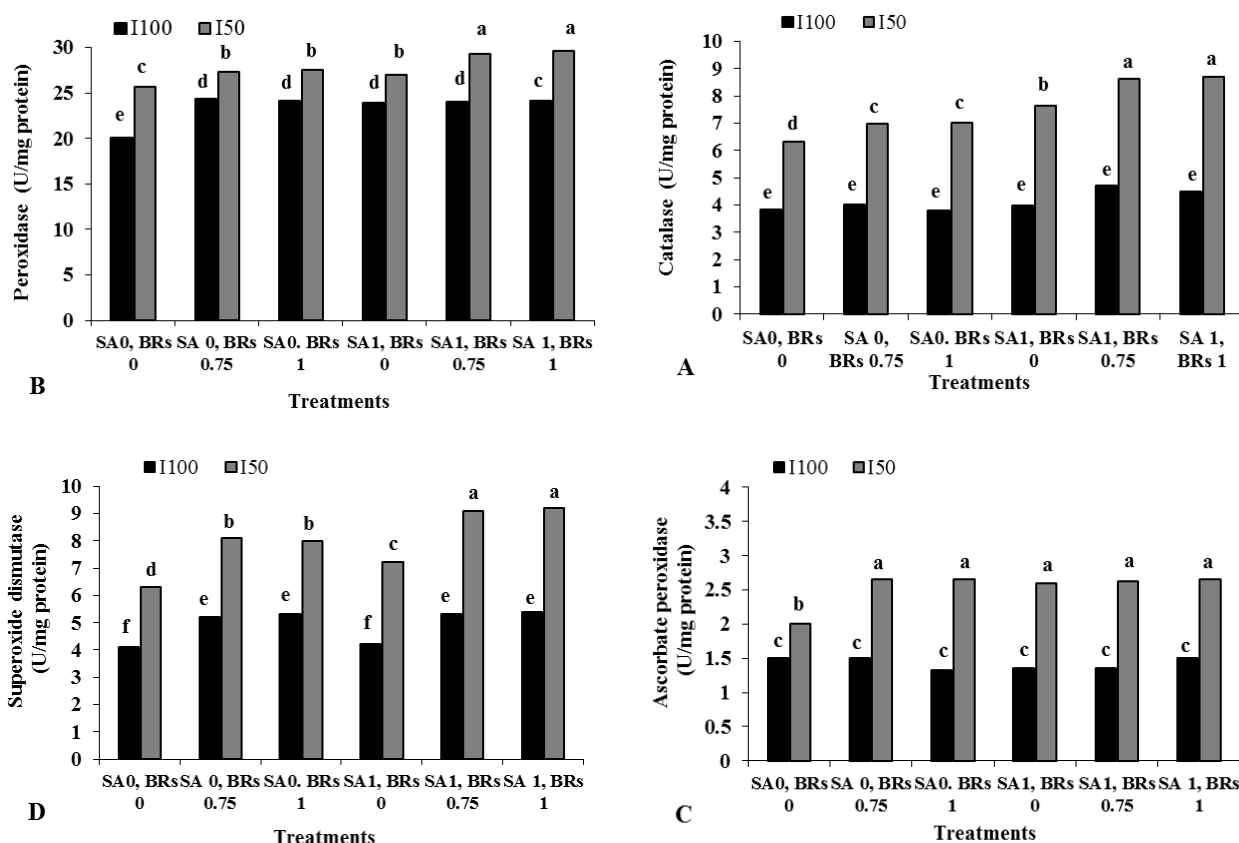 I100 I50
Peroxidase (U/mg protein)
30
25
20
15
10
5
0
e c d b d b d b d a c a
SA0, BRs 0
SA 0, BRs 0.75
SA0. BRs 1
SA1, BRs 0
SA1, BRs 0.75
SA 1, BRs 1
Treatments
B
I100 I50
Catalase (U/mg protein)
10
9
8
7
6
5
4
3
2
1
0
e d e c e c e b e a e a
SA0, BRs 0
SA 0, BRs 0.75
SA0. BRs 1
SA1, BRs 0
SA1, BRs 0.75
SA 1, BRs 1
Treatments
A
I100 I50
Superoxide dismutase
(U/mg protein)
10
9
8
7
6
5
4
3
2
1
0
f d e b e b f c e a e a
SA0, BRs 0
SA 0, BRs 0.75
SA0. BRs 1
SA1, BRs 0
SA1, BRs 0.75
SA 1, BRs 1
Treatments
D
I100 I50
Ascorbate peroxidase
(U/mg protein)
4
3.5
3
2.5
2
1.5
1
0.5
0
c b c a c a c a c a c a
SA0, BRs 0
SA 0, BRs 0.75
SA0. BRs 1
SA1, BRs 0
SA1, BRs 0.75
SA 1, BRs 1
Treatments
C